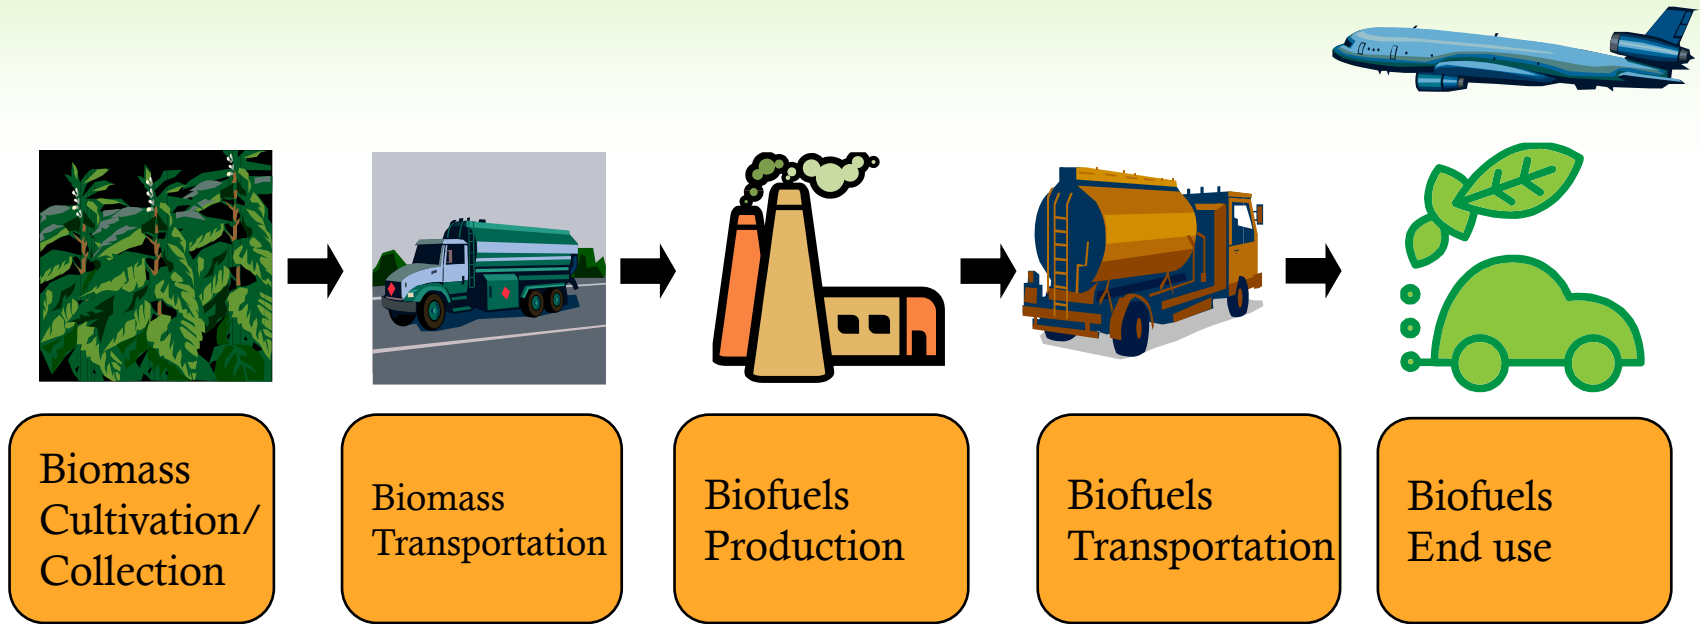 Biomass
Cultivation/
Collection
Biomass
Transportation
Biofuels
Production
Biofuels
Transportation
Biofuels
End use